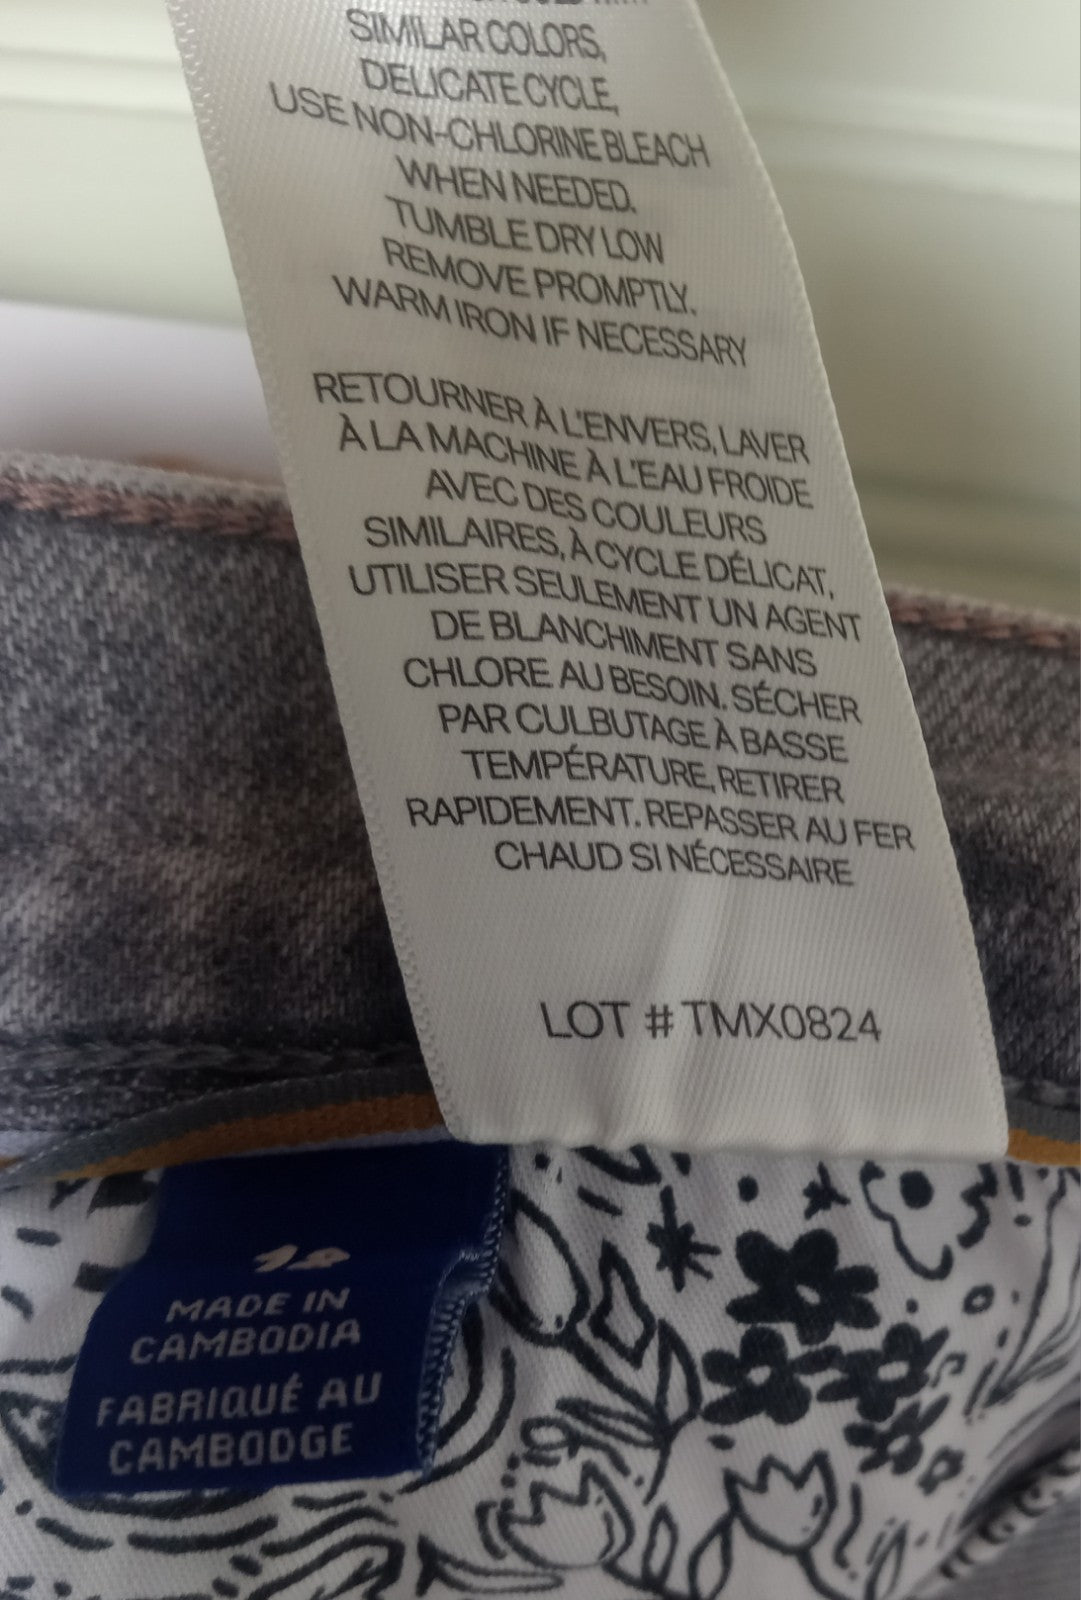 SIMILAR COLORS,
DELICATE CYCLE,
USE NON-CHLORINE BLEACH
WHEN NEEDED.
TUMBLE DRY LOW
REMOVE PROMPTLY.
WARM IRON IF NECESSARY
RETOURNER À L'ENVERS, LAVER
À LA MACHINE À L'EAU FROIDE
AVEC DES COULEURS
SIMILAIRES, À CYCLE DÉLICAT,
UTILISER SEULEMENT UN AGENT
DE BLANCHIMENT SANS
CHLORE AU BESOIN. SÉCHER
PAR CULBUTAGE À BASSE
TEMPÉRATURE, RETIRER
RAPIDEMENT. REPASSER AU FER
CHAUD SI NÉCESSAIRE
LOT # TMX0824
MADE IN
CAMBODIA
FABRIQUÉ AU
CAMBODGE